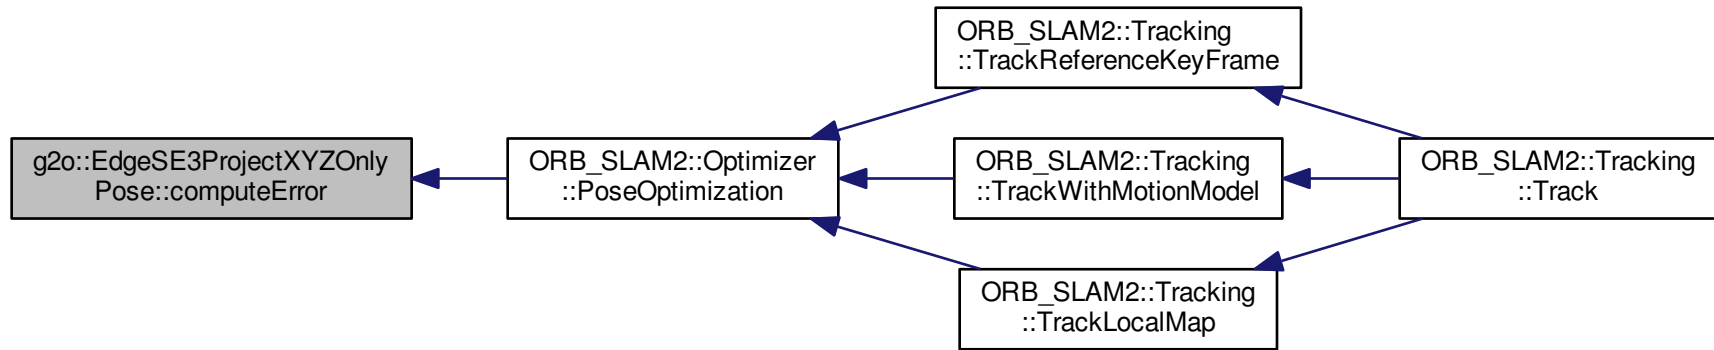 g2o::EdgeSE3ProjectXYZOnly
Pose::computeError
ORB_SLAM2::Optimizer
::PoseOptimization
ORB_SLAM2::Tracking
::TrackReferenceKeyFrame
ORB_SLAM2::Tracking
::TrackWithMotionModel
ORB_SLAM2::Tracking
::TrackLocalMap
ORB_SLAM2::Tracking
::Track